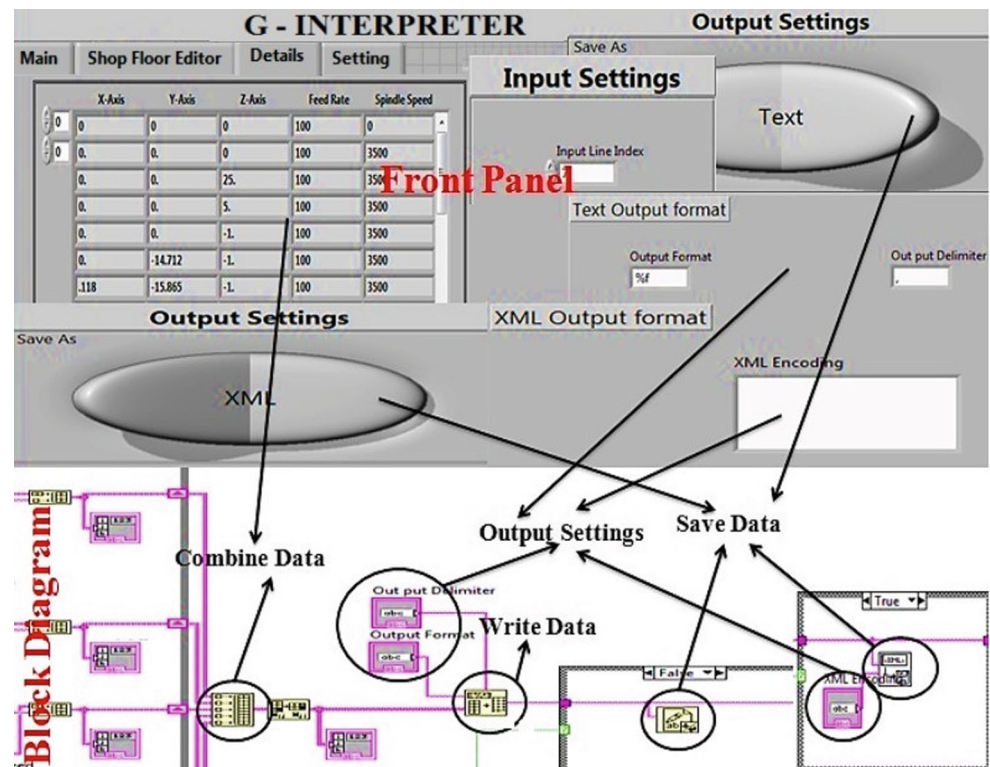 G - INTERPRETER
Main Shop Floor Editor Details Setting
X-Axis Y-Axis Z-Axis Feed Rate Spindle Speed
0 0 0 0 100 0
0 0. 0. 0 100 3500
0. 0. 25. 100 350
0. 0. 5. 100 3500
0. 0. -1. 100 3500
0. -14.712 -1. 100 3500
.118 -15.865 -1. 100 3500
Input Settings
Input Line Index
Front Panel
Output Settings
Save As
Text
Text Output format
Output Format
%f
Out put Delimiter
,
Output Settings
Save As
XML
XML Output format
XML Encoding
Block Diagram
Combine Data
Output Settings
Save Data
Out put Delimiter
abc
Output Format
abc
Write Data
False
True
XML Encoding
abc